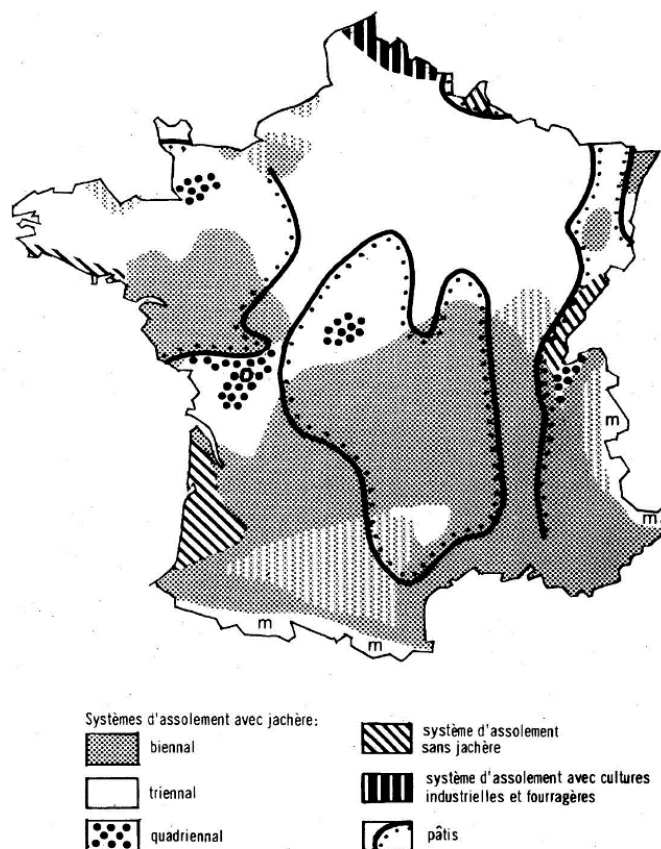 m
m
m
m
Systèmes d'assolement avec jachère:
biennal
triennal
quadriennal
système d'assolement
sans jachère
système d'assolement avec cultures
industrielles et fourragères
pâtis